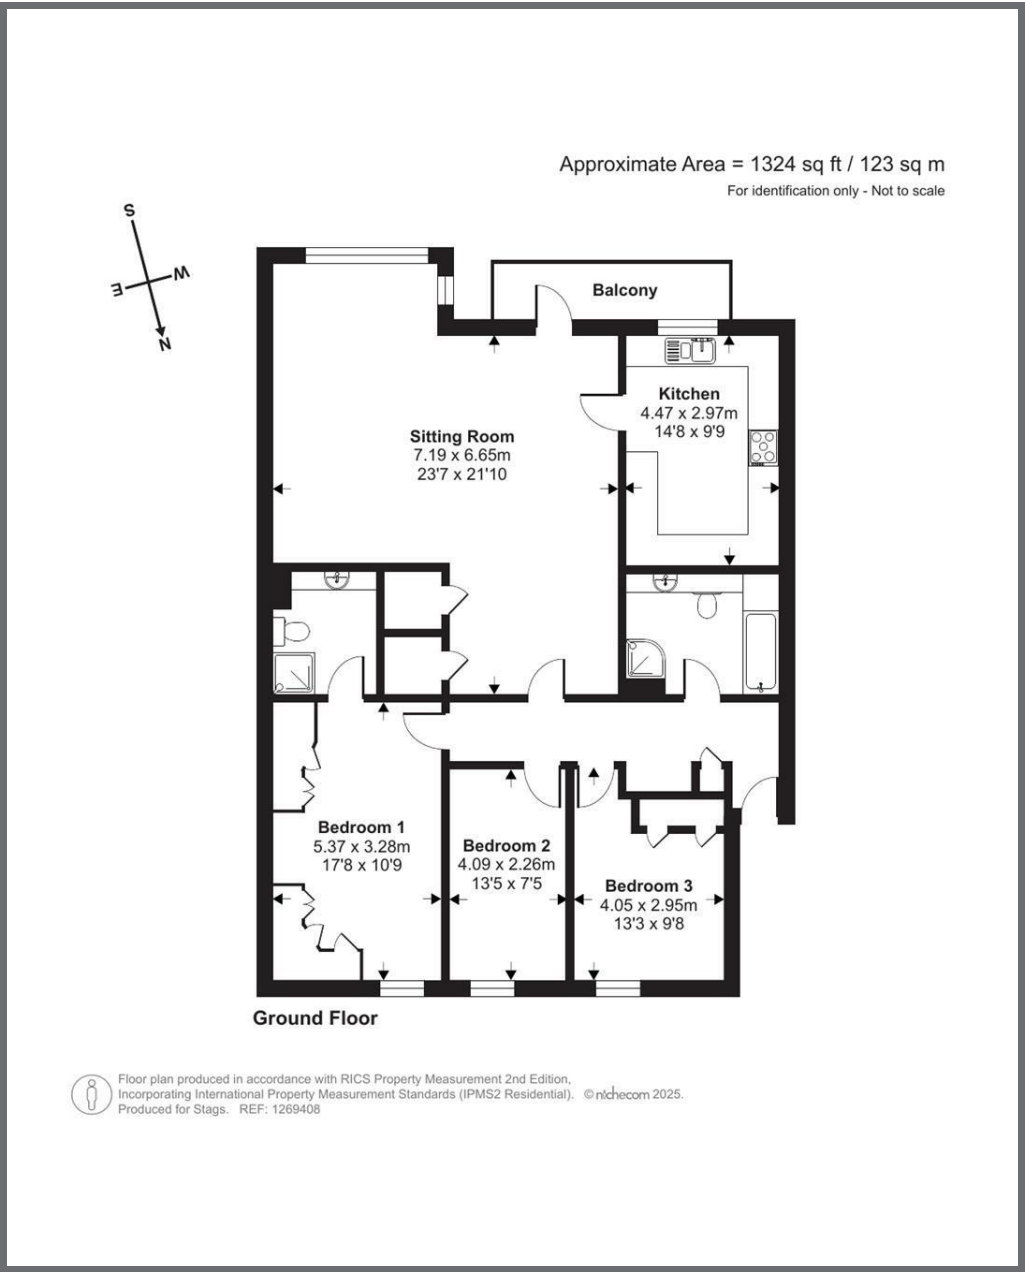 Approximate Area = 1324 sq ft / 123 sq m
For identification only - Not to scale
S
W
E
N
Balcony
Kitchen
4.47 x 2.97m
14'8 x 9'9
Sitting Room
7.19 x 6.65m
23'7 x 21'10
Bedroom 1
5.37 x 3.28m
17'8 x 10'9
Bedroom 2
4.09 x 2.26m
13'5 x 7'5
Bedroom 3
4.05 x 2.95m
13'3 x 9'8
Ground Floor
Floor plan produced in accordance with RICS Property Measurement 2nd Edition,
Incorporating International Property Measurement Standards (IPMS2 Residential). © nichecom 2025.
Produced for Stags. REF: 1269408